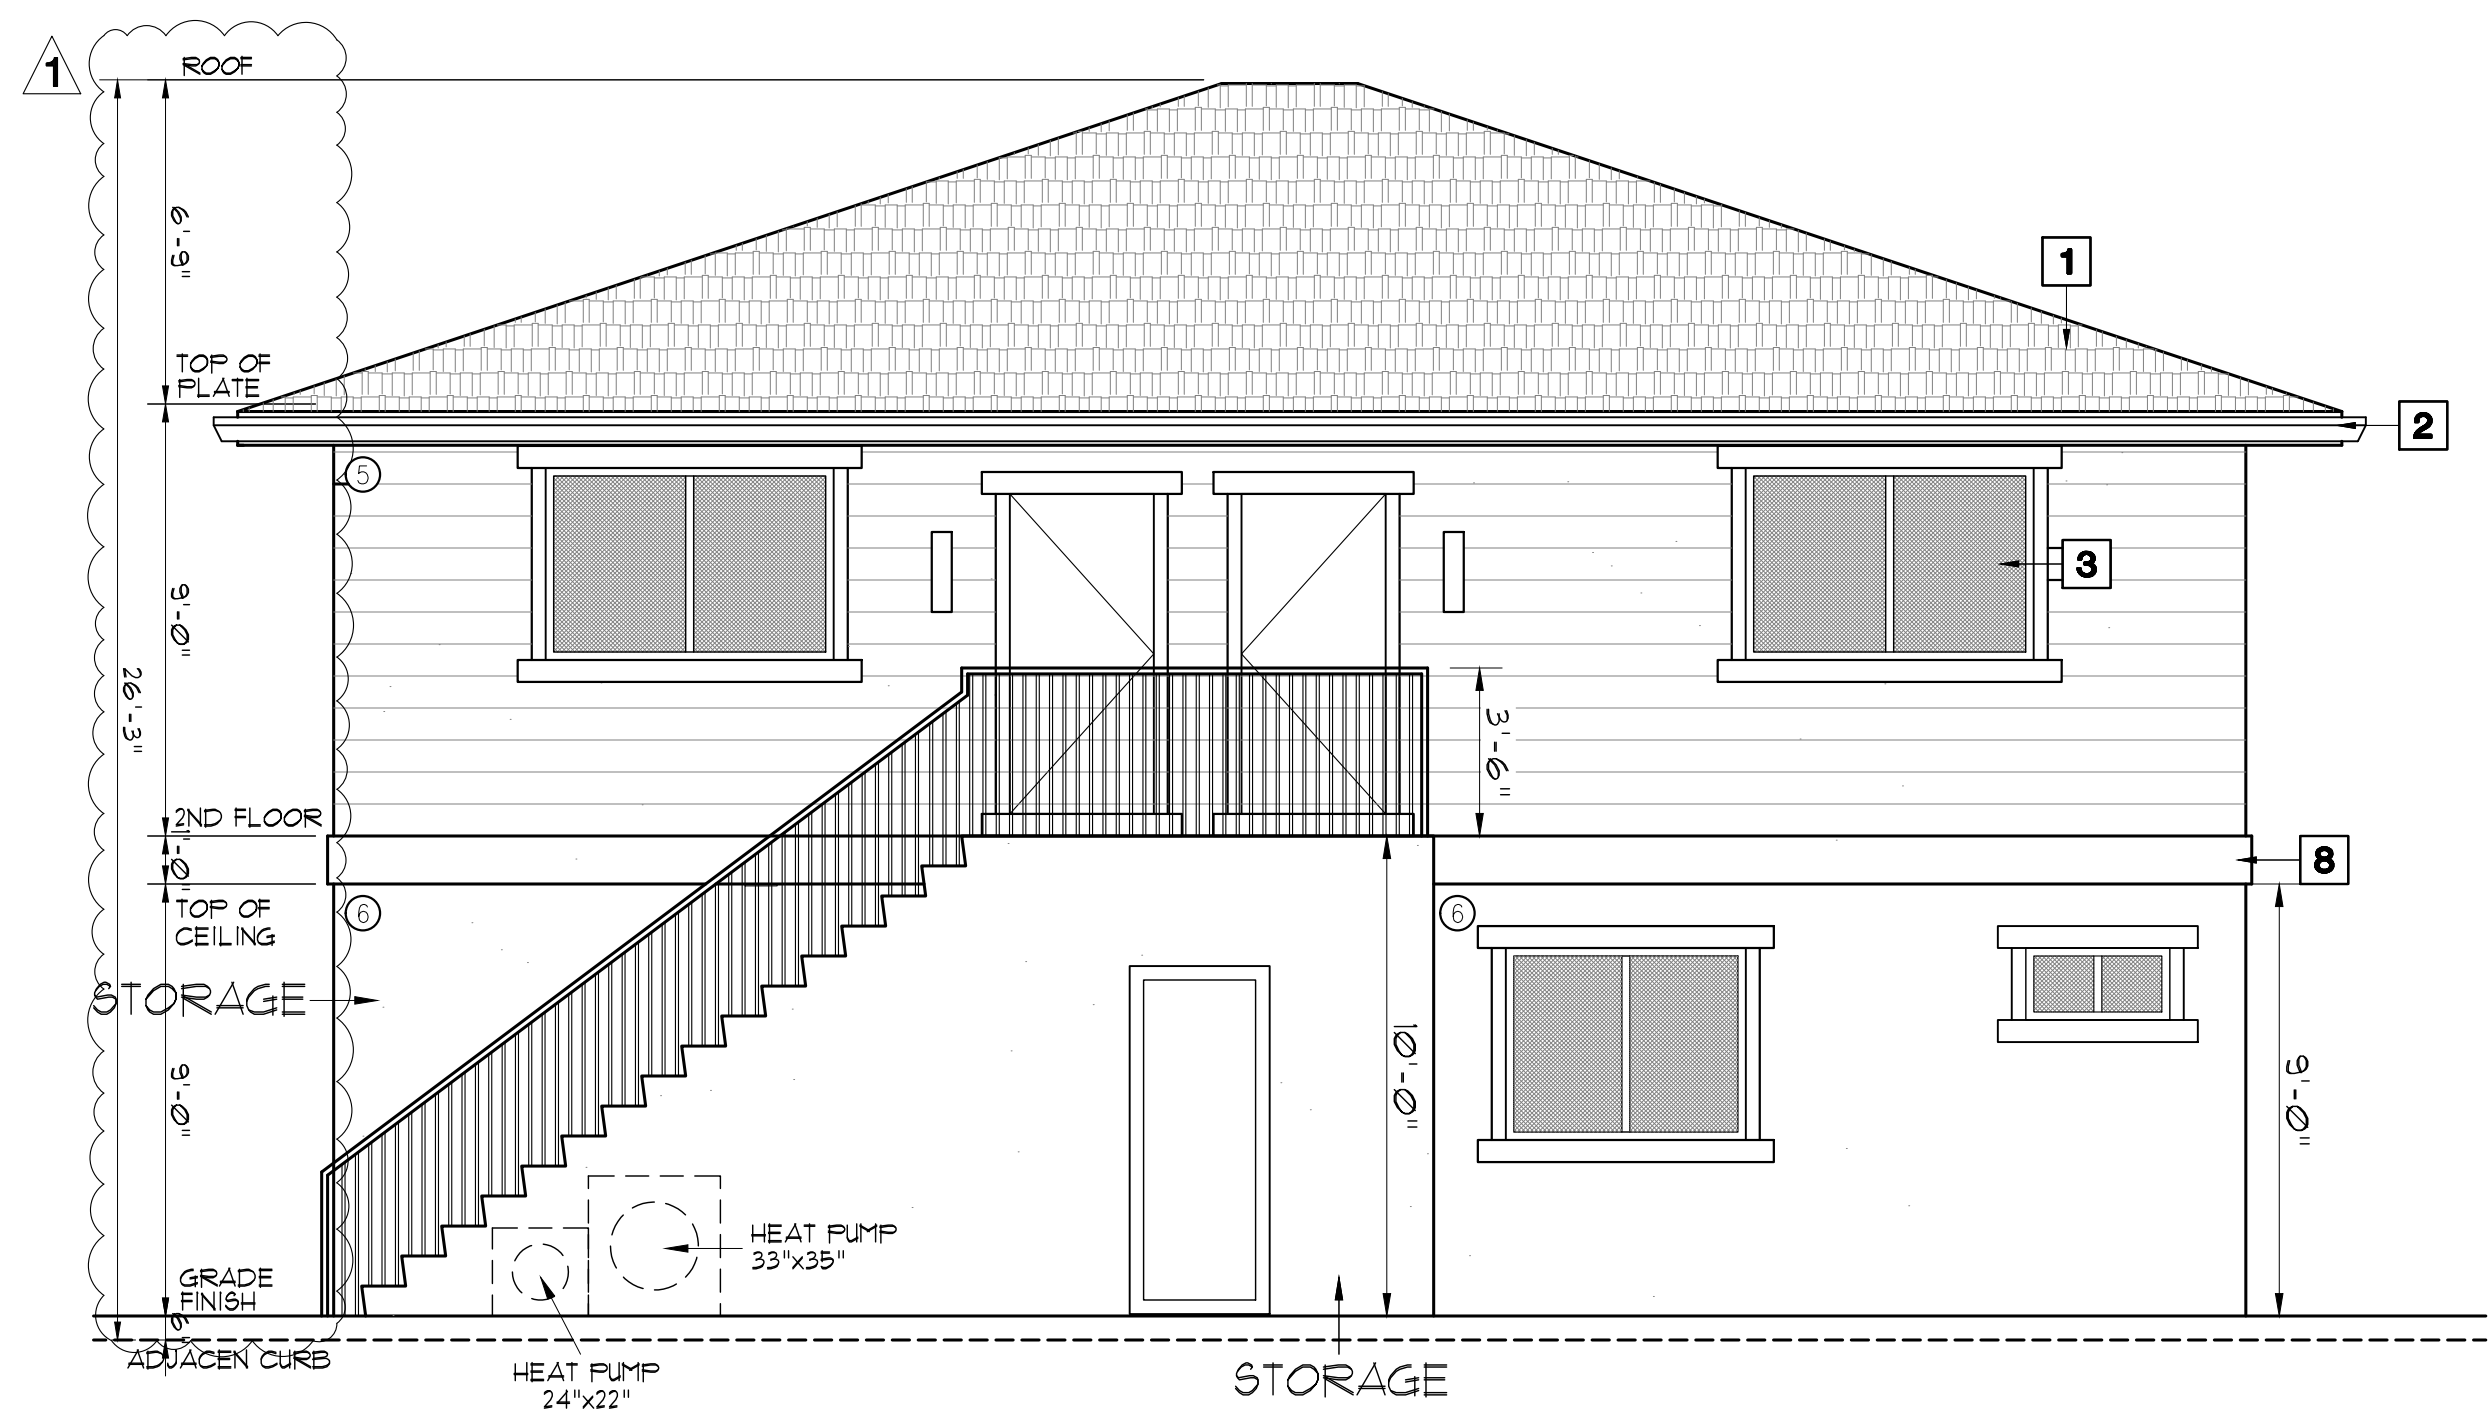 1
ROOF
6'-9"
1
TOP OF
PLATE
2
5
9'-0"
3
26'-3"
3'-6"
2ND FLOOR
1'-0"
8
TOP OF
CEILING
6
6
STORAGE
9'-0"
10'-0"
9'-0"
HEAT PUMP
33"x35"
GRADE
FINISH
6"
ADJACEN CURB
HEAT PUMP
24"x22"
STORAGE